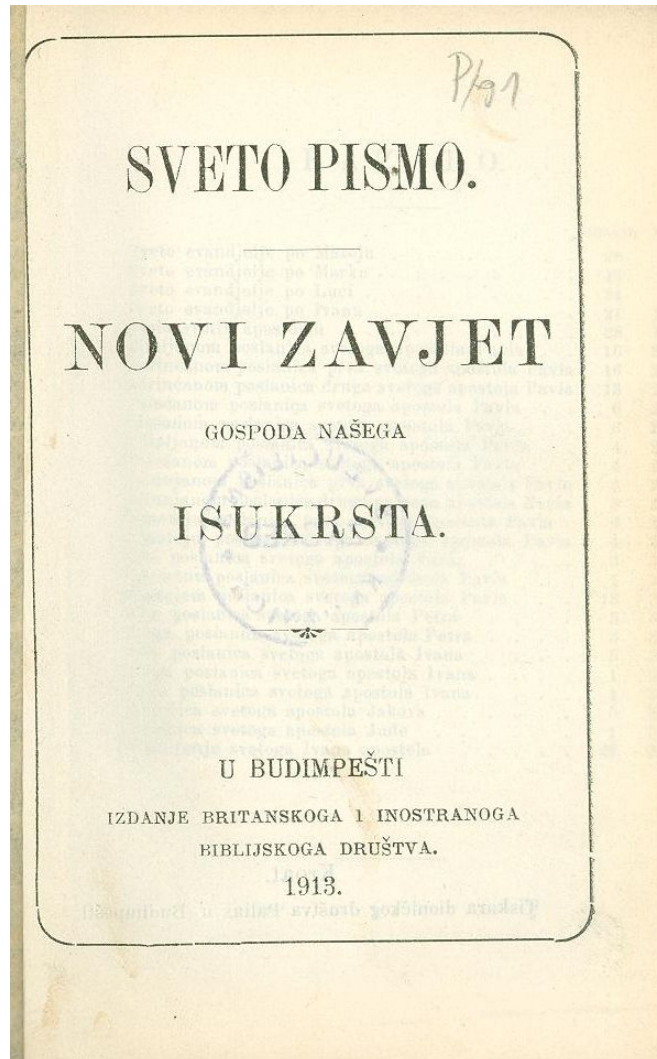 P/91
SVETO PISMO.
NOVI ZAVJET
GOSPODA NAŠEGA
ISUKRSTA.
U BUDIMPEŠTI
IZDANJE BRITANSKOGA I INOSTRANOGA
BIBLIJSKOGA DRUŠTVA.
1913.